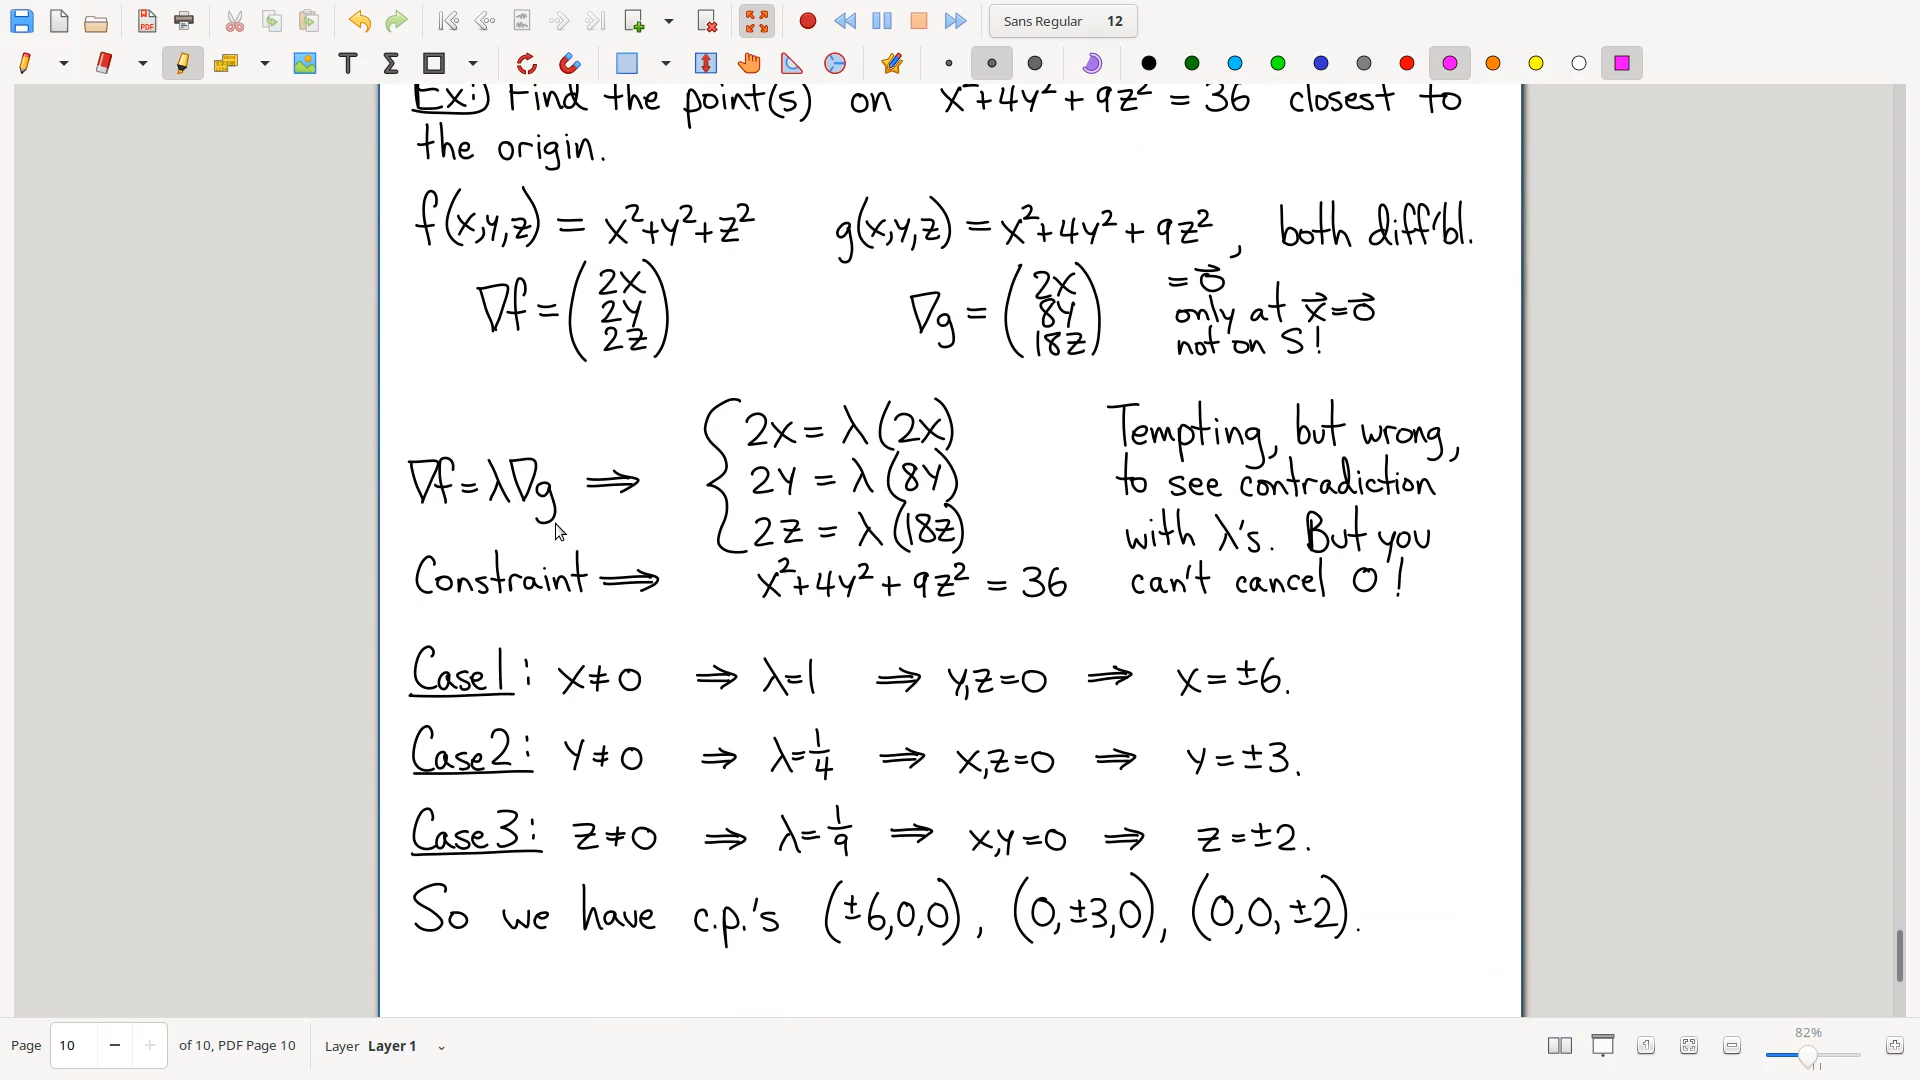 Sans Regular 12
Ex: Find the point(s) on x²+4y²+9z² = 36 closest to
the origin.
f(x,y,z) = x²+y²+z² g(x,y,z) = x²+4y²+9z², both diff'bl.
∇f = (2x 2y 2z) ∇g = (2x 8y 18z) = 0⃗
only at x⃗=0⃗
not on S!
∇f=λ∇g ⟹ { 2x = λ(2x)
2y = λ(8y)
2z = λ(18z)
Constraint ⟹ x²+4y²+9z² = 36
Tempting, but wrong,
to see contradiction
with λ's. But you
can't cancel 0!
Case 1: x≠0 ⟹ λ=1 ⟹ y,z=0 ⟹ x=±6.
Case 2: y≠0 ⟹ λ=1/4 ⟹ x,z=0 ⟹ y=±3.
Case 3: z≠0 ⟹ λ=1/9 ⟹ x,y=0 ⟹ z=±2.
So we have c.p.'s (±6,0,0), (0,±3,0), (0,0,±2).
Page 10 of 10, PDF Page 10 Layer Layer 1 82%